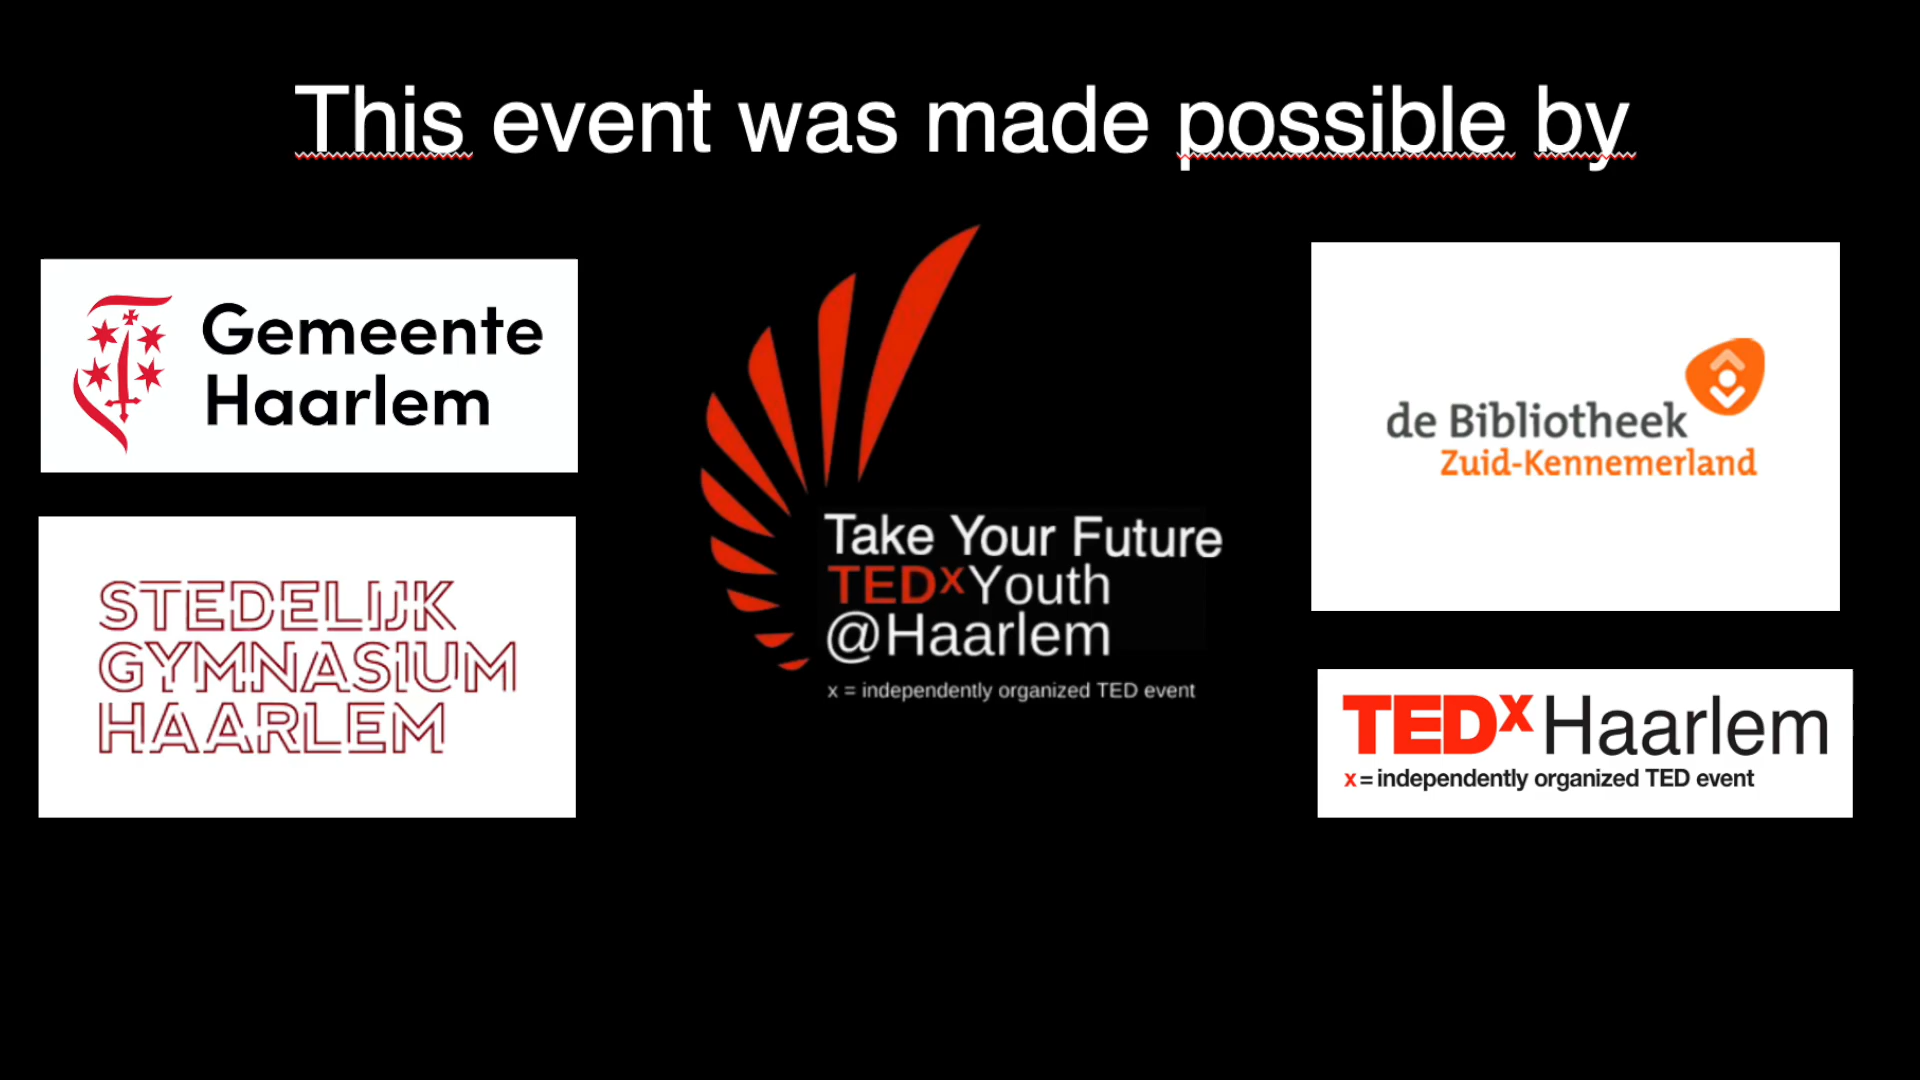 This event was made possible by
Gemeente
Haarlem
STEDELIJK
GYMNASIUM
HAARLEM
Take Your Future
TEDxYouth
@Haarlem
x = independently organized TED event
de Bibliotheek
Zuid-Kennemerland
TEDxHaarlem
x = independently organized TED event